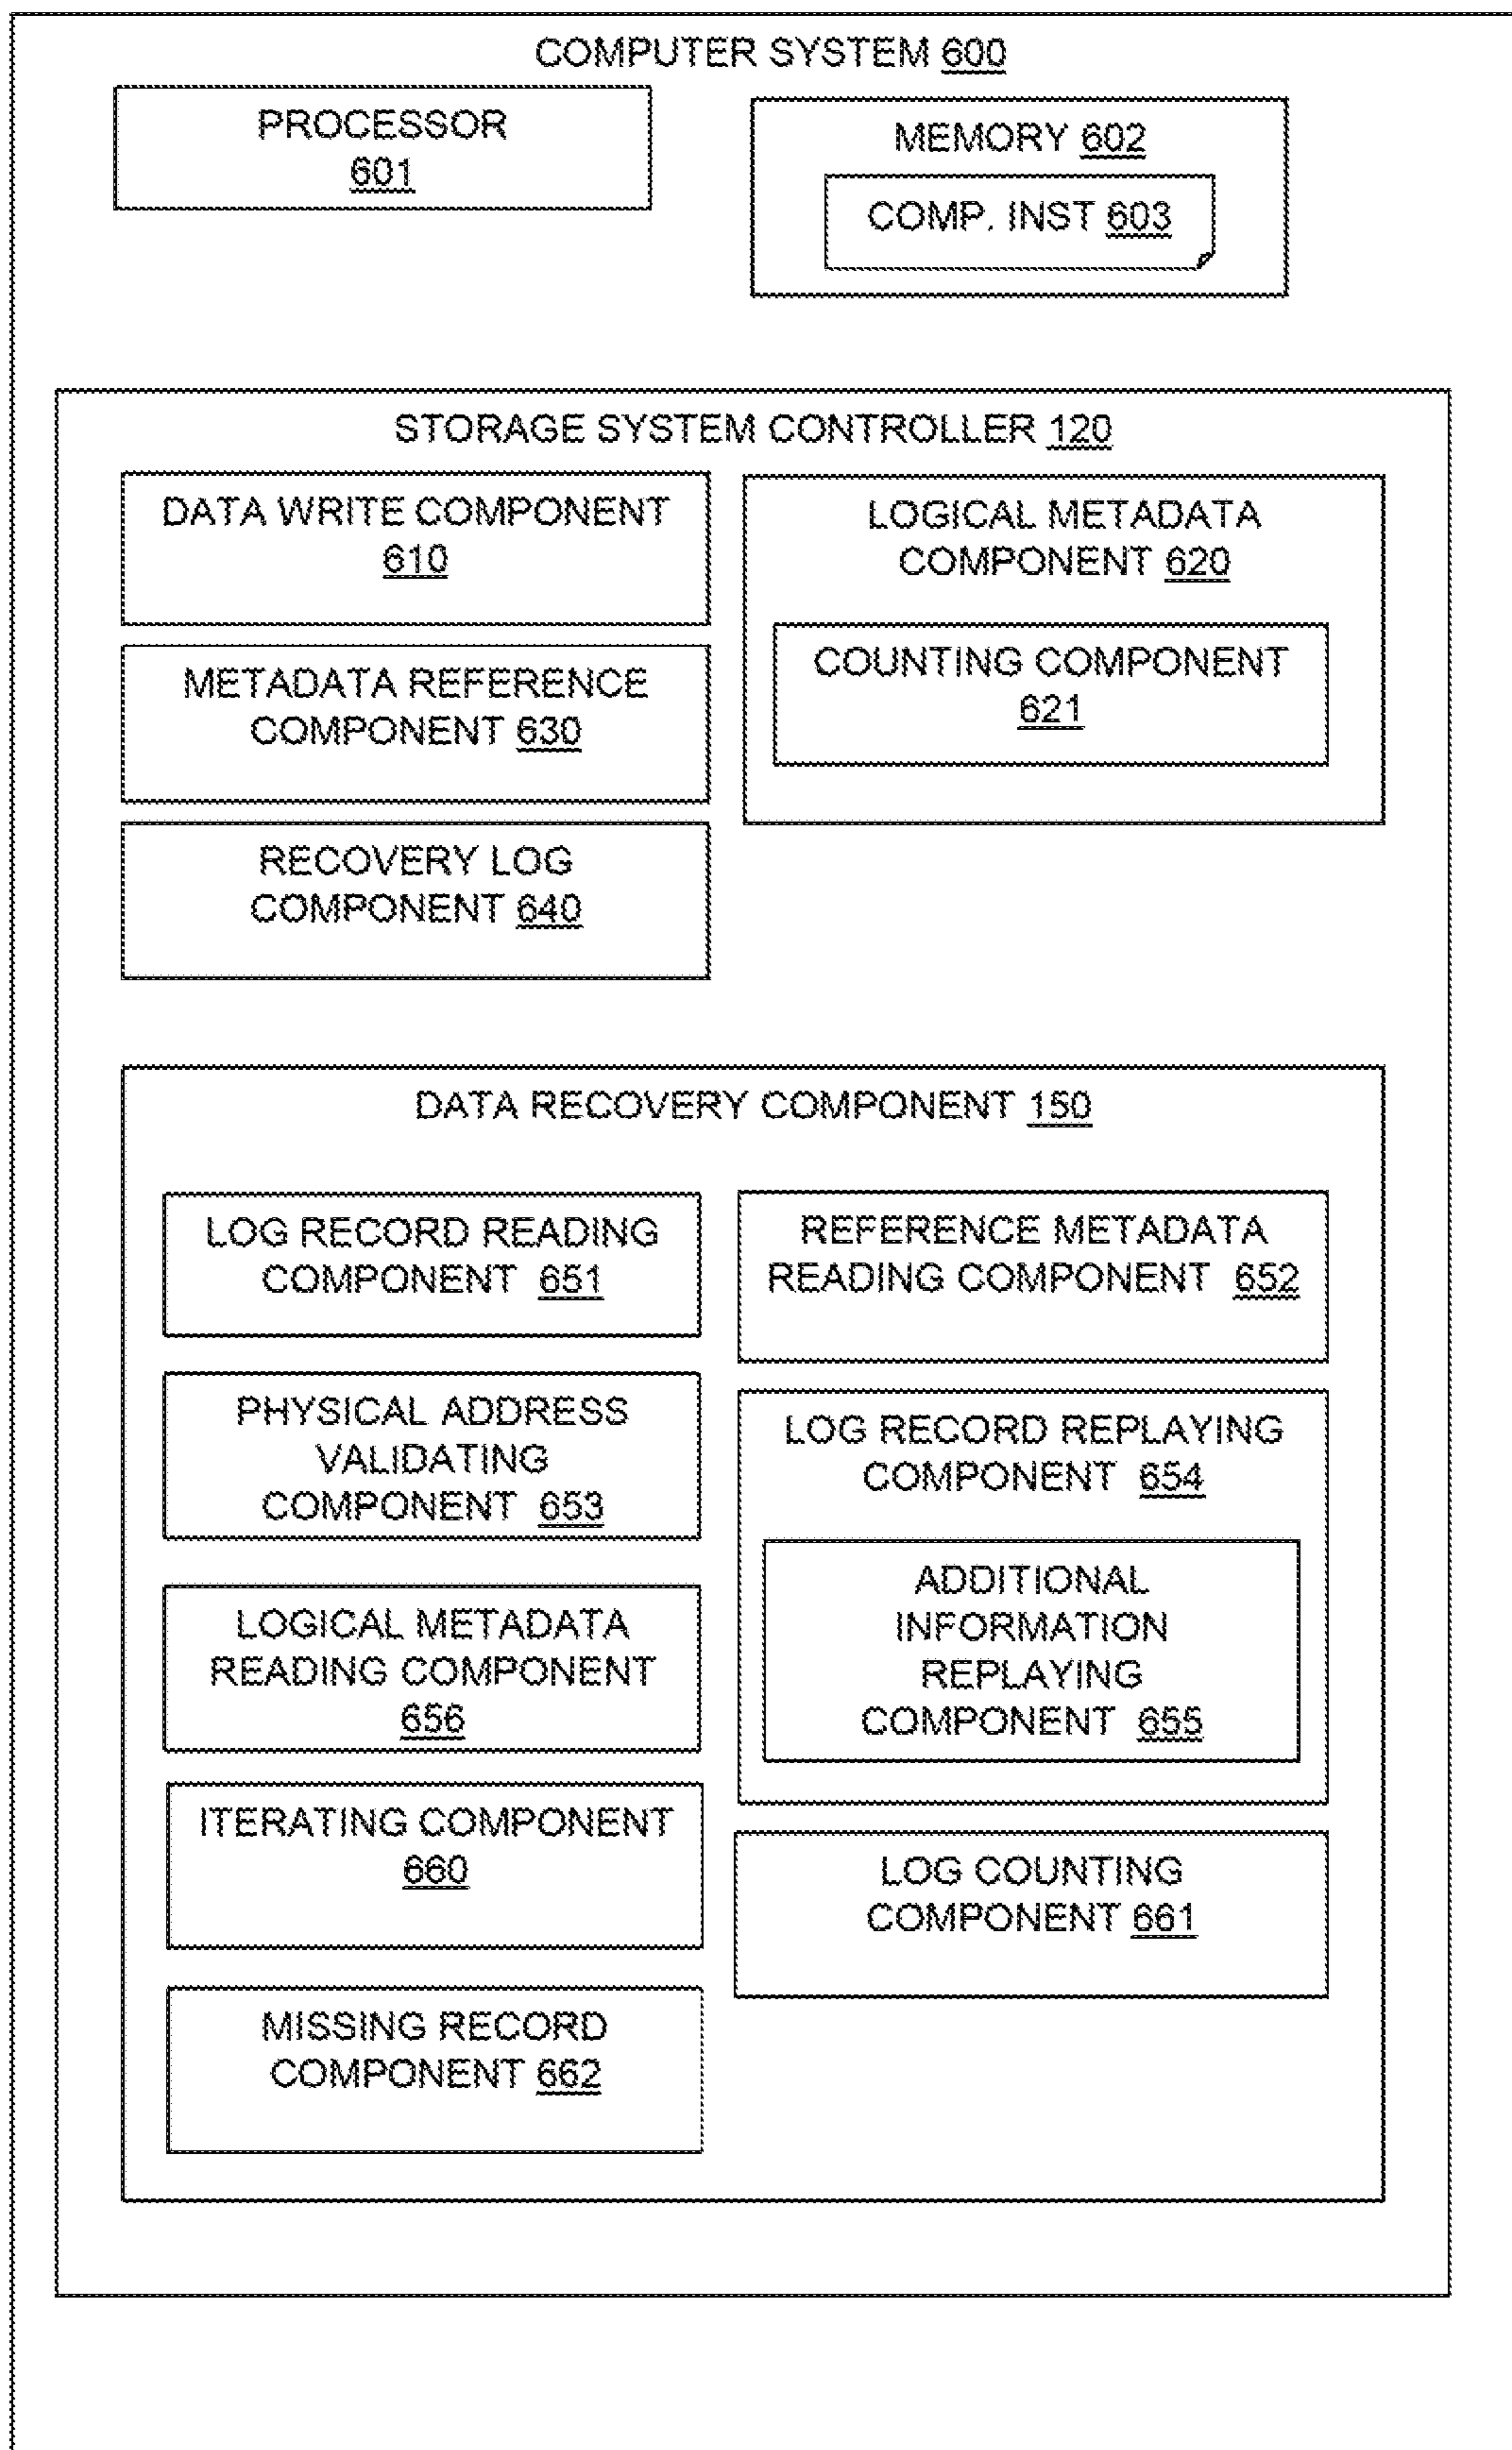 COMPUTER SYSTEM 600
PROCESSOR
601
MEMORY 602
COMP. INST 603
STORAGE SYSTEM CONTROLLER 120
DATA WRITE COMPONENT
610
LOGICAL METADATA
COMPONENT 620
COUNTING COMPONENT
621
METADATA REFERENCE
COMPONENT 630
RECOVERY LOG
COMPONENT 640
DATA RECOVERY COMPONENT 150
LOG RECORD READING
COMPONENT 651
REFERENCE METADATA
READING COMPONENT 652
PHYSICAL ADDRESS
VALIDATING
COMPONENT 653
LOG RECORD REPLAYING
COMPONENT 654
ADDITIONAL
INFORMATION
REPLAYING
COMPONENT 655
LOGICAL METADATA
READING COMPONENT
656
ITERATING COMPONENT
660
LOG COUNTING
COMPONENT 661
MISSING RECORD
COMPONENT 662